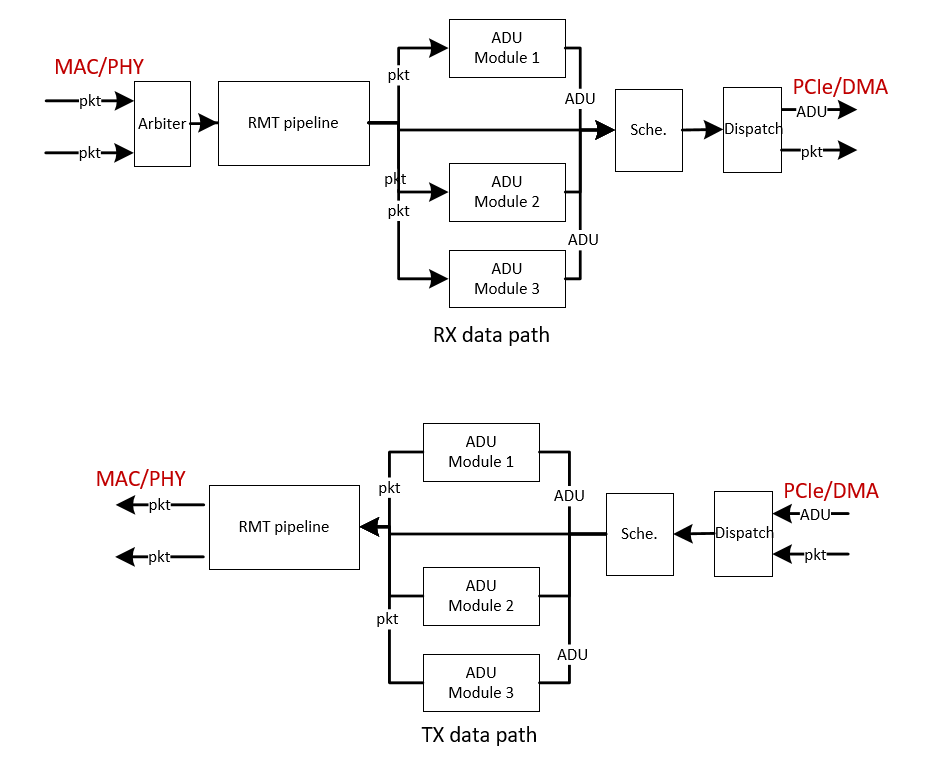 MAC/PHY
pkt
pkt
Arbiter
RMT pipeline
pkt
pkt
pkt
ADU
Module 1
ADU
Module 2
ADU
Module 3
ADU
ADU
Sche.
Dispatch
PCIe/DMA
ADU
pkt
RX data path
MAC/PHY
pkt
pkt
RMT pipeline
pkt
pkt
ADU
Module 1
ADU
Module 2
ADU
Module 3
ADU
ADU
Sche.
Dispatch
PCIe/DMA
ADU
pkt
TX data path